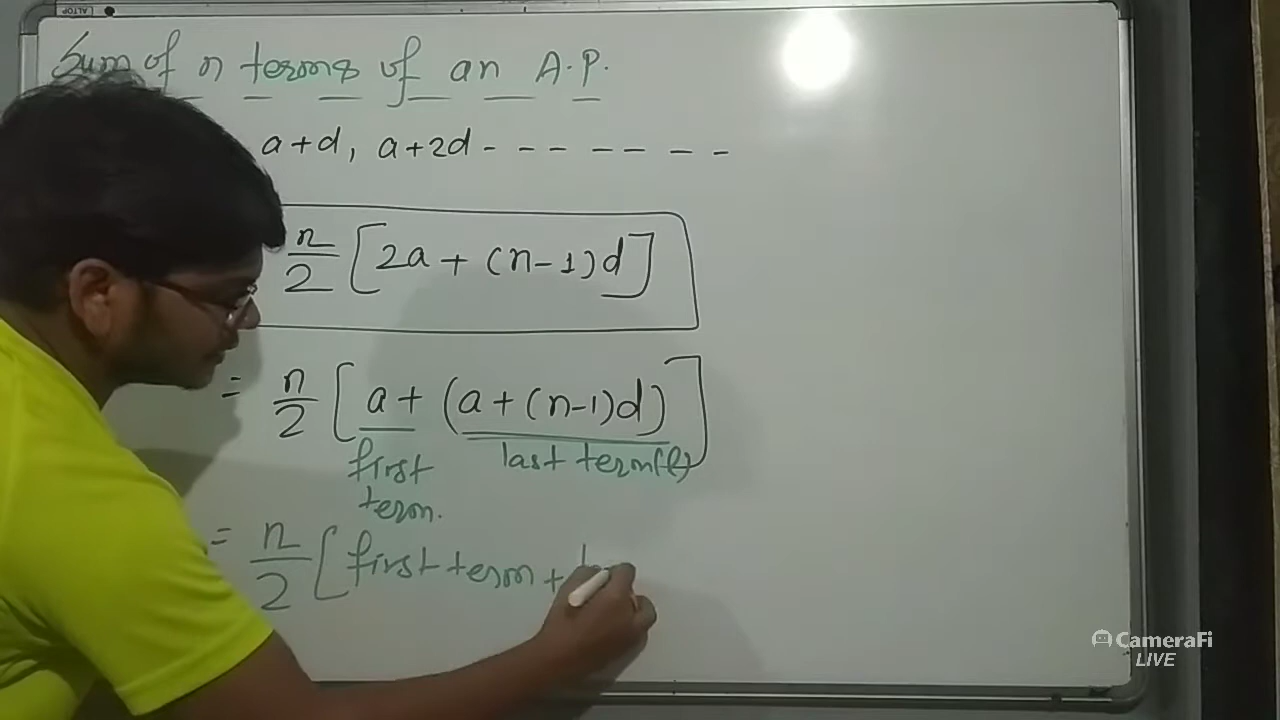 Sum of n terms of an A.P.
a+d, a+2d - - - - - - - -
n/2 [2a + (n-1)d]
= n/2 [a + (a + (n-1)d)]
first term. last term(l)
= n/2 [first term +
CameraFi
LIVE